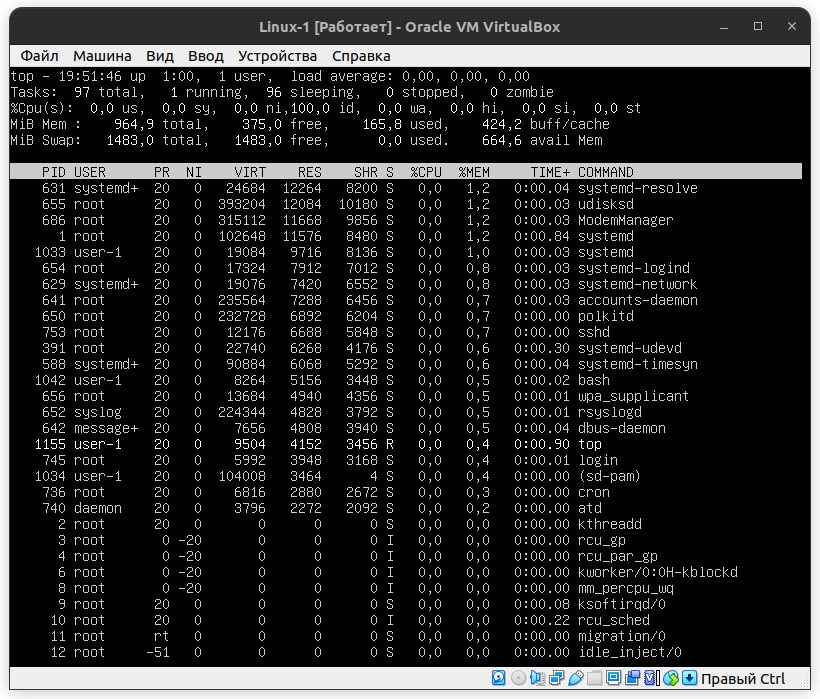 Linux-1 [Работает] - Oracle VM VirtualBox
Файл Машина Вид Ввод Устройства Справка
top - 19:51:46 up  1:00,  1 user,  load average: 0,00, 0,00, 0,00
Tasks:  97 total,   1 running,  96 sleeping,   0 stopped,   0 zombie
%Cpu(s):  0,0 us,  0,0 sy,  0,0 ni,100,0 id,  0,0 wa,  0,0 hi,  0,0 si,  0,0 st
MiB Mem :    964,9 total,    375,0 free,    165,8 used,    424,2 buff/cache
MiB Swap:   1483,0 total,   1483,0 free,      0,0 used.    664,6 avail Mem
PID USER PR NI VIRT RES SHR S %CPU %MEM TIME+ COMMAND
631 systemd+ 20 0 24684 12264 8200 S 0,0 1,2 0:00.04 systemd-resolve
655 root 20 0 393204 12084 10180 S 0,0 1,2 0:00.03 udisksd
686 root 20 0 315112 11668 9856 S 0,0 1,2 0:00.03 ModemManager
1 root 20 0 102648 11576 8480 S 0,0 1,2 0:00.84 systemd
1033 user-1 20 0 19084 9716 8136 S 0,0 1,0 0:00.03 systemd
654 root 20 0 17324 7912 7012 S 0,0 0,8 0:00.03 systemd-logind
629 systemd+ 20 0 19076 7420 6552 S 0,0 0,8 0:00.03 systemd-network
641 root 20 0 235564 7288 6456 S 0,0 0,7 0:00.03 accounts-daemon
650 root 20 0 232728 6892 6204 S 0,0 0,7 0:00.00 polkitd
753 root 20 0 12176 6688 5848 S 0,0 0,7 0:00.00 sshd
391 root 20 0 22740 6268 4176 S 0,0 0,6 0:00.30 systemd-udevd
588 systemd+ 20 0 90884 6068 5292 S 0,0 0,6 0:00.04 systemd-timesyn
1042 user-1 20 0 8264 5156 3448 S 0,0 0,5 0:00.02 bash
656 root 20 0 13684 4940 4356 S 0,0 0,5 0:00.01 wpa_supplicant
652 syslog 20 0 224344 4828 3792 S 0,0 0,5 0:00.01 rsyslogd
642 message+ 20 0 7656 4808 3940 S 0,0 0,5 0:00.04 dbus-daemon
1155 user-1 20 0 9504 4152 3456 R 0,0 0,4 0:00.90 top
745 root 20 0 5992 3948 3168 S 0,0 0,4 0:00.01 login
1034 user-1 20 0 104008 3464 4 S 0,0 0,4 0:00.00 (sd-pam)
736 root 20 0 6816 2880 2672 S 0,0 0,3 0:00.00 cron
740 daemon 20 0 3796 2272 2092 S 0,0 0,2 0:00.00 atd
2 root 20 0 0 0 0 S 0,0 0,0 0:00.00 kthreadd
3 root 0 -20 0 0 0 I 0,0 0,0 0:00.00 rcu_gp
4 root 0 -20 0 0 0 I 0,0 0,0 0:00.00 rcu_par_gp
6 root 0 -20 0 0 0 I 0,0 0,0 0:00.00 kworker/0:0H-kblockd
8 root 0 -20 0 0 0 I 0,0 0,0 0:00.00 mm_percpu_wq
9 root 20 0 0 0 0 S 0,0 0,0 0:00.08 ksoftirqd/0
10 root 20 0 0 0 0 I 0,0 0,0 0:00.22 rcu_sched
11 root rt 0 0 0 0 S 0,0 0,0 0:00.00 migration/0
12 root -51 0 0 0 0 S 0,0 0,0 0:00.00 idle_inject/0
Правый Ctrl